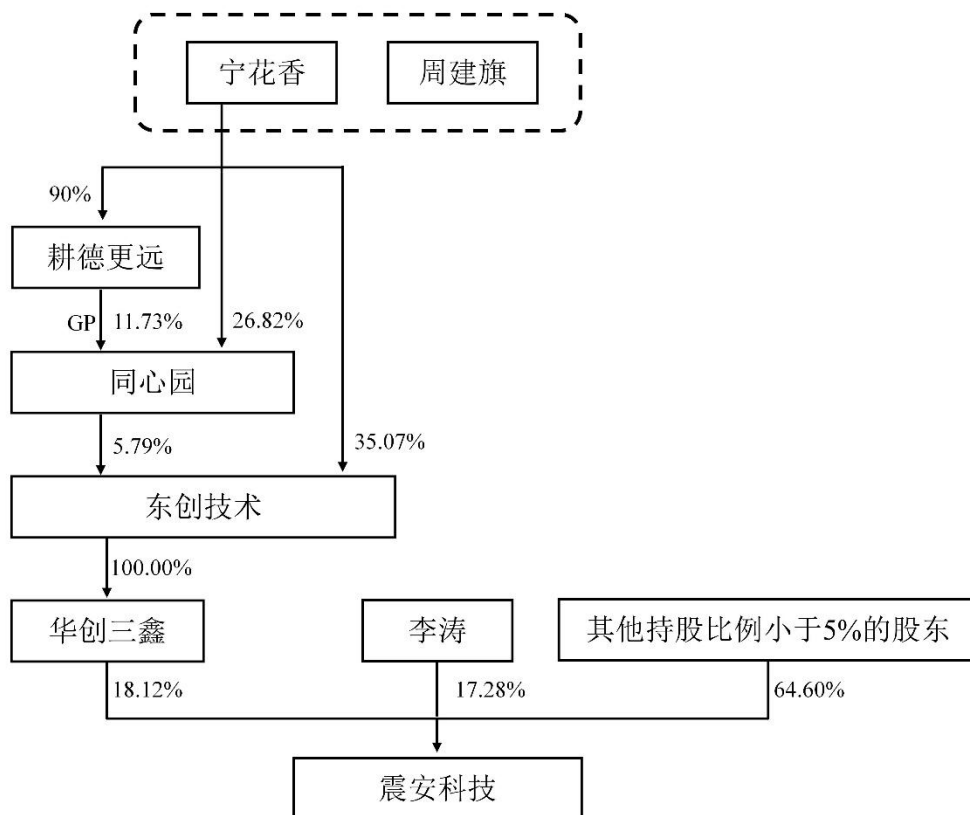 宁花香
周建旗
90%
耕德更远
GP
11.73%
26.82%
同心园
5.79%
35.07%
东创技术
100.00%
华创三鑫
李涛
其他持股比例小于5%的股东
18.12%
17.28%
64.60%
震安科技